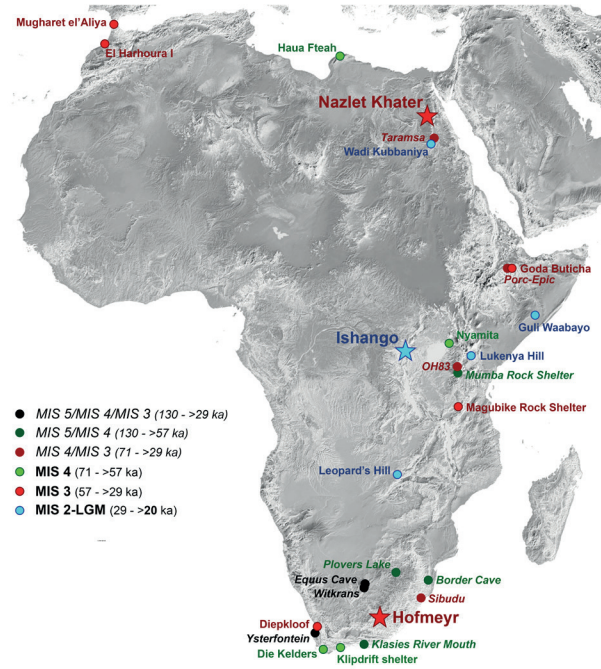 Mugharet el'Aliya
El Harhoura I
Haua Fteah
Nazlet Khater
Taramsa
Wadi Kubbaniya
Goda Buticha
Porc-Epic
Guli Waabayo
Nyamita
Ishango
Lukenya Hill
OH83
Mumba Rock Shelter
Magubike Rock Shelter
Leopard's Hill
MIS 5/MIS 4/MIS 3 (130 - >29 ka)
MIS 5/MIS 4 (130 - >57 ka)
MIS 4/MIS 3 (71 - >29 ka)
MIS 4 (71 - >57 ka)
MIS 3 (57 - >29 ka)
MIS 2-LGM (29 - >20 ka)
Plovers Lake
Equus Cave
Witkrans
Border Cave
Sibudu
Hofmeyr
Diepkloof
Ysterfontein
Klasies River Mouth
Die Kelders
Klipdrift shelter